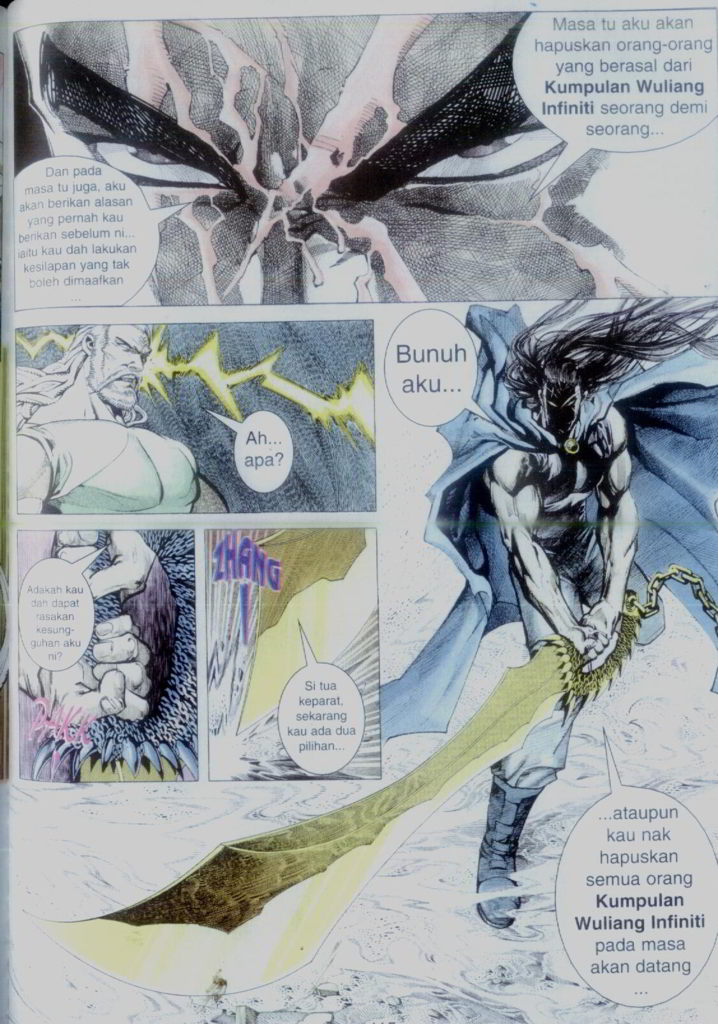 Masa tu aku akan
hapuskan orang-orang
yang berasal dari
Kumpulan Wuliang
Infiniti seorang demi
seorang...
Dan pada
masa tu juga, aku
akan berikan alasan
yang pernah kau
berikan sebelum ni...
iaitu kau dah lakukan
kesilapan yang tak
boleh dimaafkan
...
Ah...
apa?
Bunuh
aku...
Adakah kau
dah dapat
rasakan
kesung-
guhan aku
ni?
PAKK
ZHANG
!
Si tua
keparat,
sekarang
kau ada dua
pilihan...
...ataupun
kau nak
hapuskan
semua orang
Kumpulan
Wuliang Infiniti
pada masa
akan datang
...